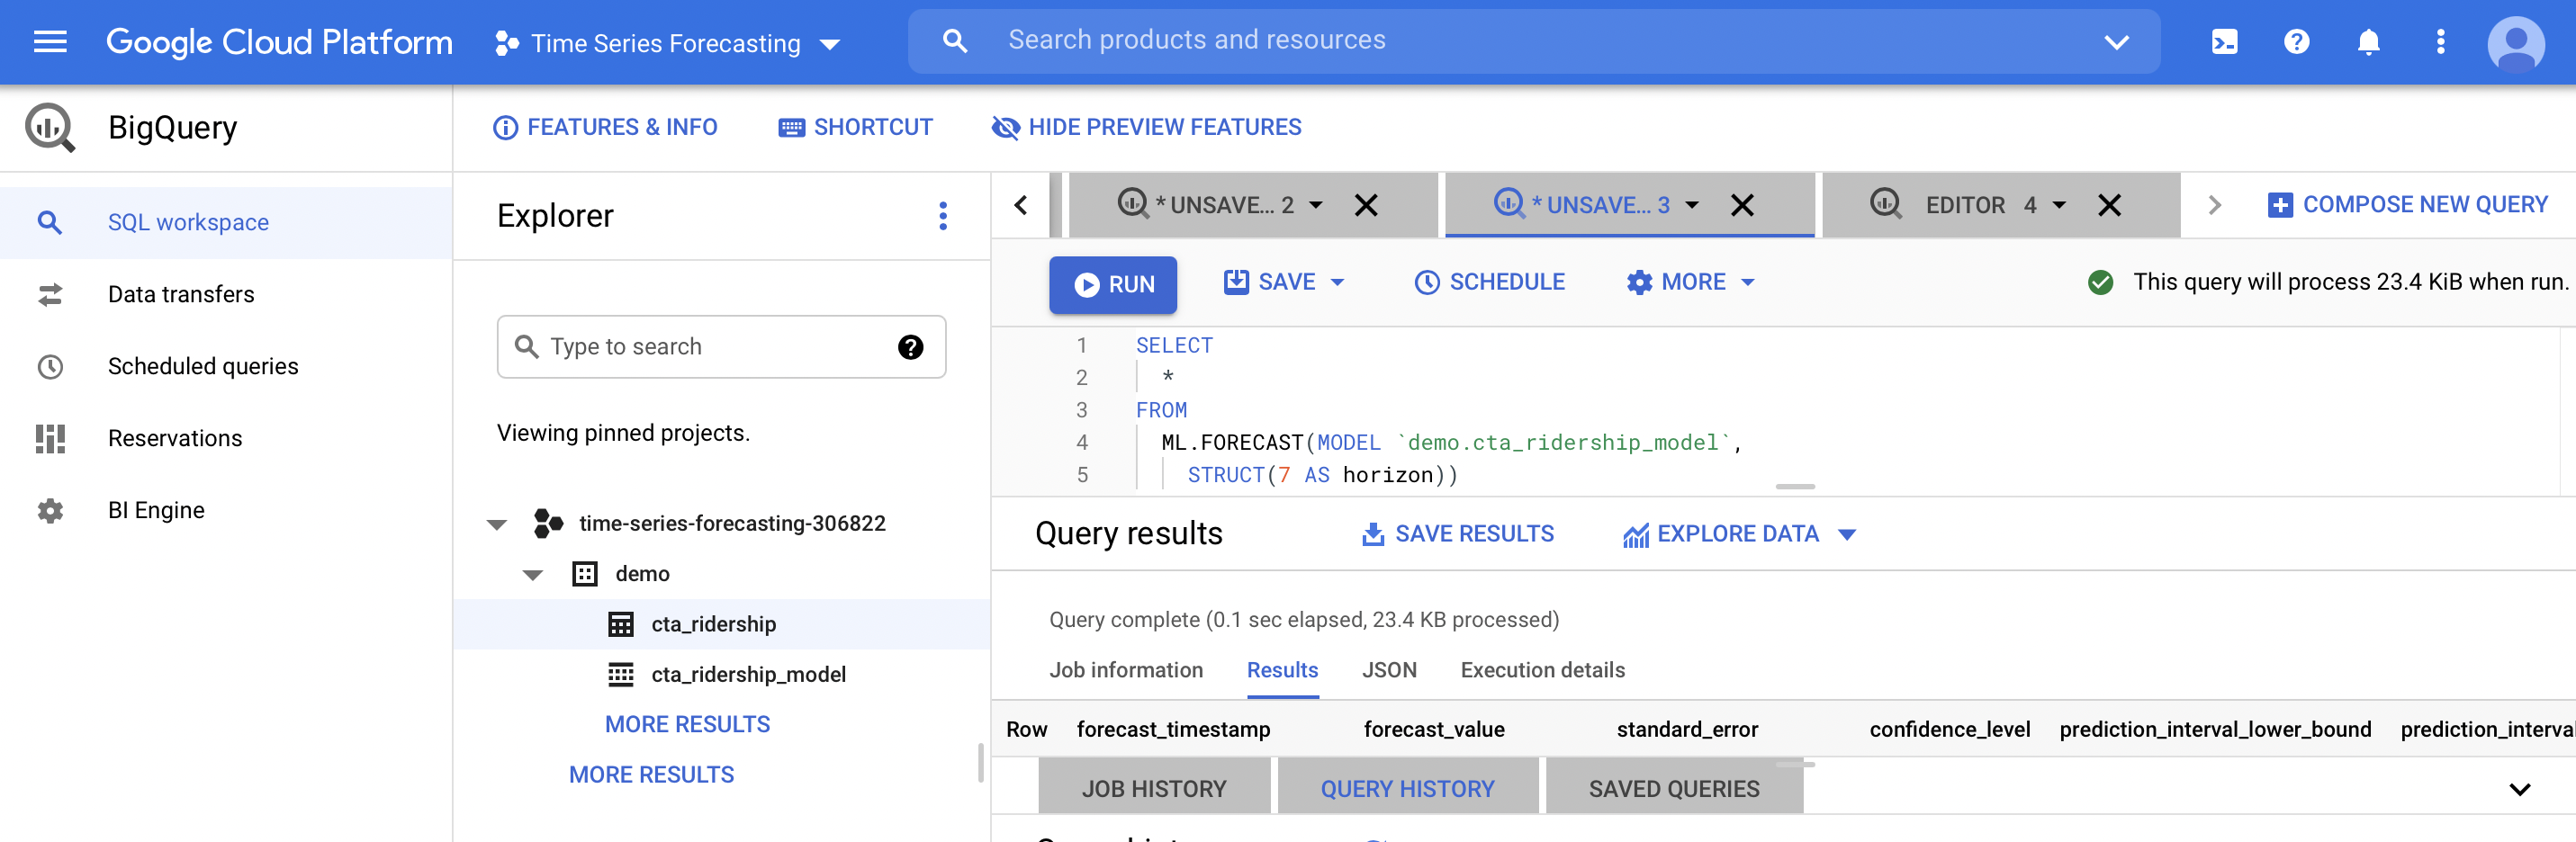 Google Cloud Platform
Time Series Forecasting
Search products and resources
BigQuery
FEATURES & INFO
SHORTCUT
HIDE PREVIEW FEATURES
SQL workspace
Data transfers
Scheduled queries
Reservations
BI Engine
Explorer
Type to search
Viewing pinned projects.
time-series-forecasting-306822
demo
cta_ridership
cta_ridership_model
MORE RESULTS
MORE RESULTS
* UNSAVE... 2
* UNSAVE... 3
EDITOR 4
COMPOSE NEW QUERY
RUN
SAVE
SCHEDULE
MORE
This query will process 23.4 KiB when run.
1 SELECT
2 *
3 FROM
4 ML.FORECAST(MODEL `demo.cta_ridership_model`,
5 STRUCT(7 AS horizon))
Query results
SAVE RESULTS
EXPLORE DATA
Query complete (0.1 sec elapsed, 23.4 KB processed)
Job information Results JSON Execution details
Row forecast_timestamp forecast_value standard_error confidence_level prediction_interval_lower_bound prediction_interval
JOB HISTORY QUERY HISTORY SAVED QUERIES